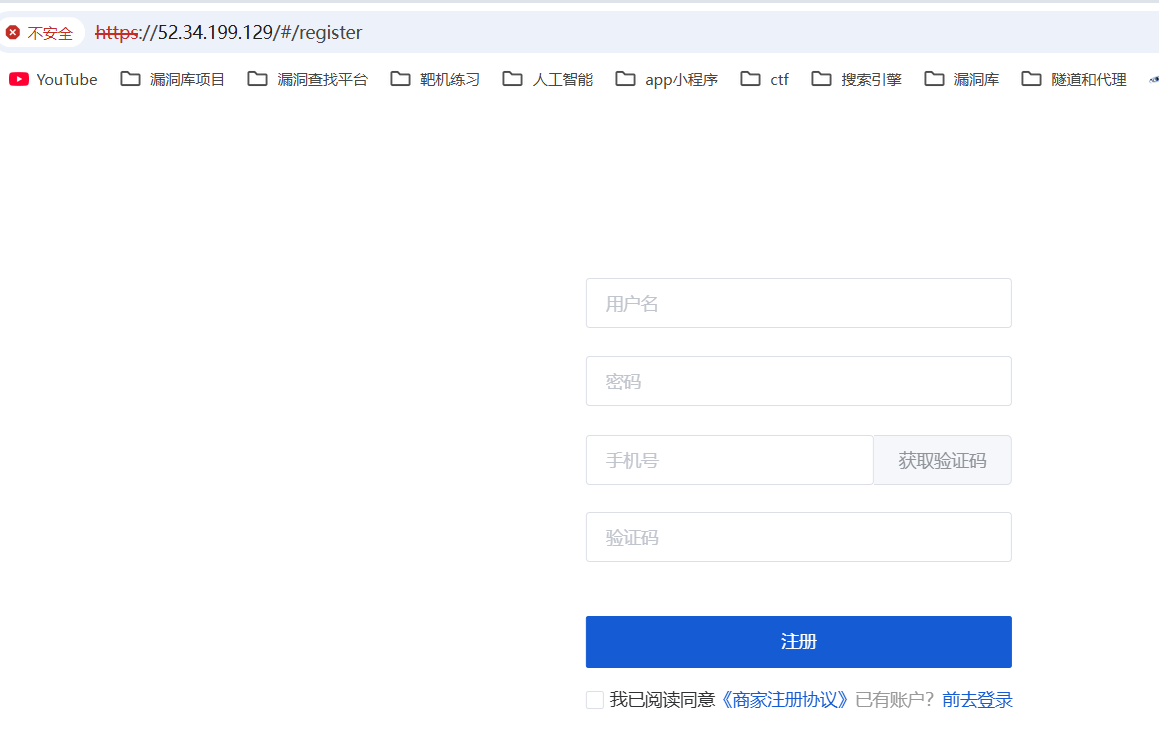 不安全 https://52.34.199.129/#/register
YouTube 漏洞库项目 漏洞查找平台 靶机练习 人工智能 app小程序 ctf 搜索引擎 漏洞库 隧道和代理
用户名
密码
手机号 获取验证码
验证码
注册
我已阅读同意《商家注册协议》已有账户？前去登录